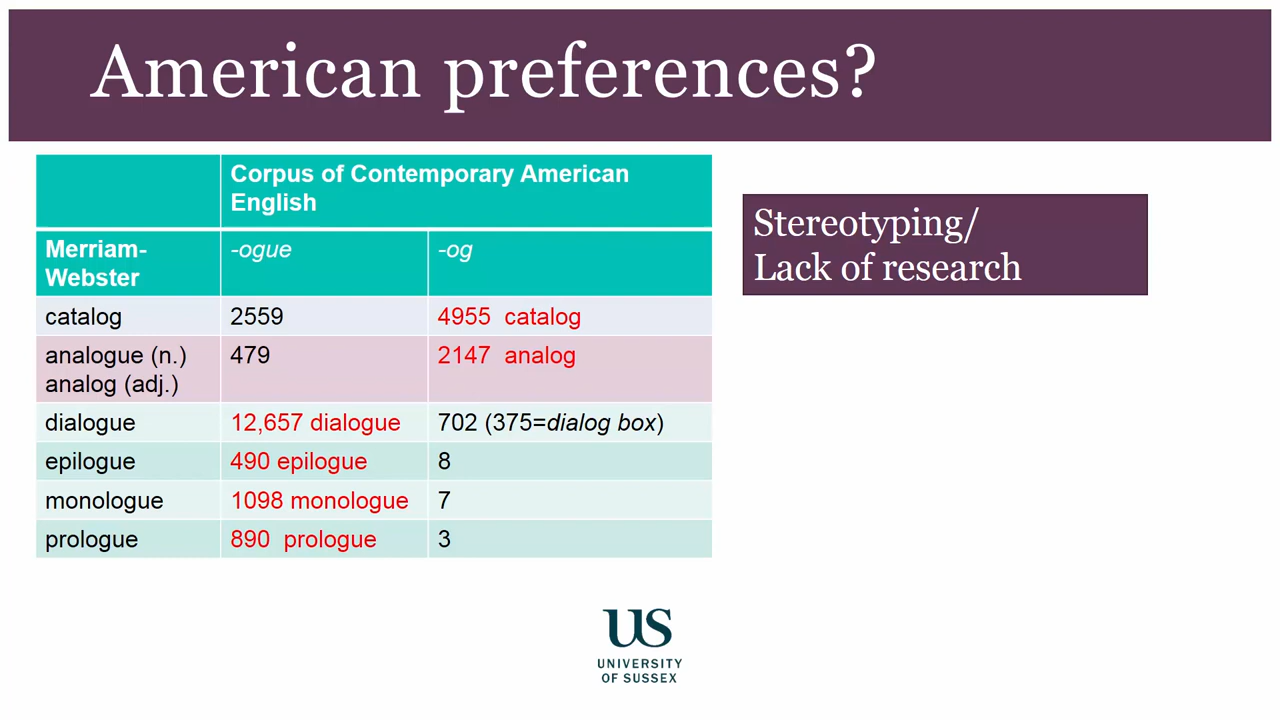 American preferences?
Corpus of Contemporary American
English
Merriam-
Webster
-ogue
-og
catalog
2559
4955 catalog
analogue (n.)
analog (adj.)
479
2147 analog
dialogue
12,657 dialogue
702 (375=dialog box)
epilogue
490 epilogue
8
monologue
1098 monologue
7
prologue
890 prologue
3
Stereotyping/
Lack of research
US
UNIVERSITY
OF SUSSEX